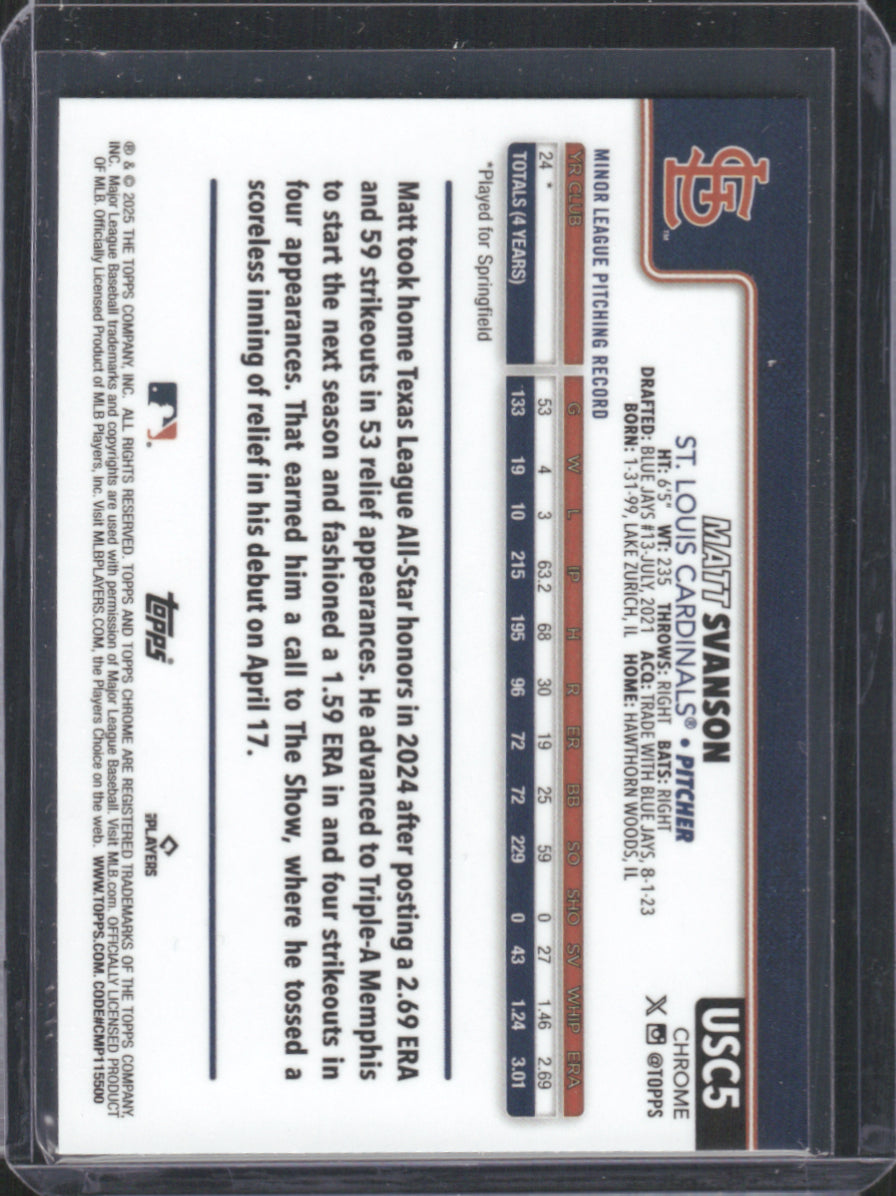 STL™
USC5
CHROME
X @TOPPS
MATT SVANSON
ST. LOUIS CARDINALS® • PITCHER
HT: 6'5" WT: 235 THROWS: RIGHT BATS: RIGHT
DRAFTED: BLUE JAYS #13-JULY, 2021 ACQ: TRADE WITH BLUE JAYS, 8-1-23
BORN: 1-31-99, LAKE ZURICH, IL HOME: HAWTHORN WOODS, IL
MINOR LEAGUE PITCHING RECORD
YR CLUB G W L IP H R ER BB SO SHO SV WHIP ERA
24 * 53 4 3 63.2 68 30 19 25 59 0 27 1.46 2.69
TOTALS (4 YEARS) 133 19 10 215 195 96 72 72 229 0 43 1.24 3.01
*Played for Springfield
Matt took home Texas League All-Star honors in 2024 after posting a 2.69 ERA
and 59 strikeouts in 53 relief appearances. He advanced to Triple-A Memphis
to start the next season and fashioned a 1.59 ERA in and four strikeouts in
four appearances. That earned him a call to The Show, where he tossed a
scoreless inning of relief in his debut on April 17.
topps®
PLAYERS
® & © 2025 THE TOPPS COMPANY, INC. ALL RIGHTS RESERVED. TOPPS AND TOPPS CHROME ARE REGISTERED TRADEMARKS OF THE TOPPS COMPANY,
INC. Major League Baseball trademarks and copyrights are used with permission of Major League Baseball. Visit MLB.com. OFFICIALLY LICENSED PRODUCT
OF MLB. Officially Licensed Product of MLB Players, Inc. Visit MLBPLAYERS.COM, the Players Choice on the web. WWW.TOPPS.COM. CODE#CMP115500